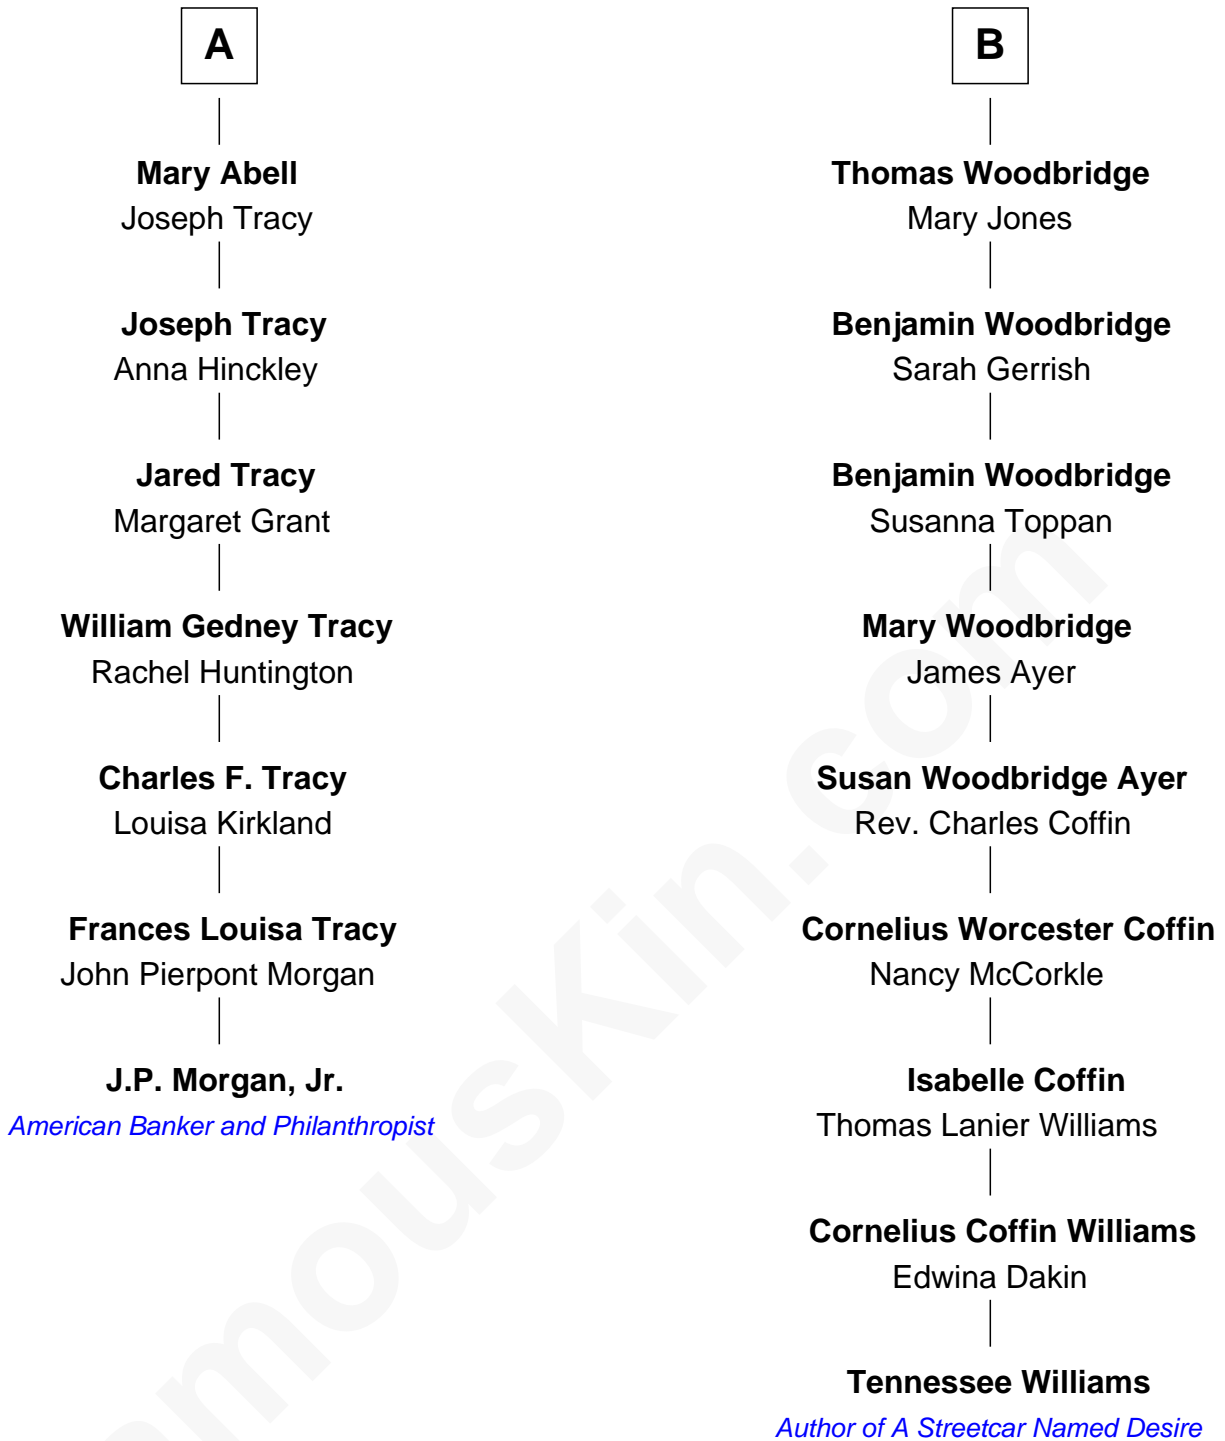 A
Mary Abell
Joseph Tracy
Joseph Tracy
Anna Hinckley
Jared Tracy
Margaret Grant
William Gedney Tracy
Rachel Huntington
Charles F. Tracy
Louisa Kirkland
Frances Louisa Tracy
John Pierpont Morgan
J.P. Morgan, Jr.
American Banker and Philanthropist
B
Thomas Woodbridge
Mary Jones
Benjamin Woodbridge
Sarah Gerrish
Benjamin Woodbridge
Susanna Toppan
Mary Woodbridge
James Ayer
Susan Woodbridge Ayer
Rev. Charles Coffin
Cornelius Worcester Coffin
Nancy McCorkle
Isabelle Coffin
Thomas Lanier Williams
Cornelius Coffin Williams
Edwina Dakin
Tennessee Williams
Author of A Streetcar Named Desire
amousKin.com